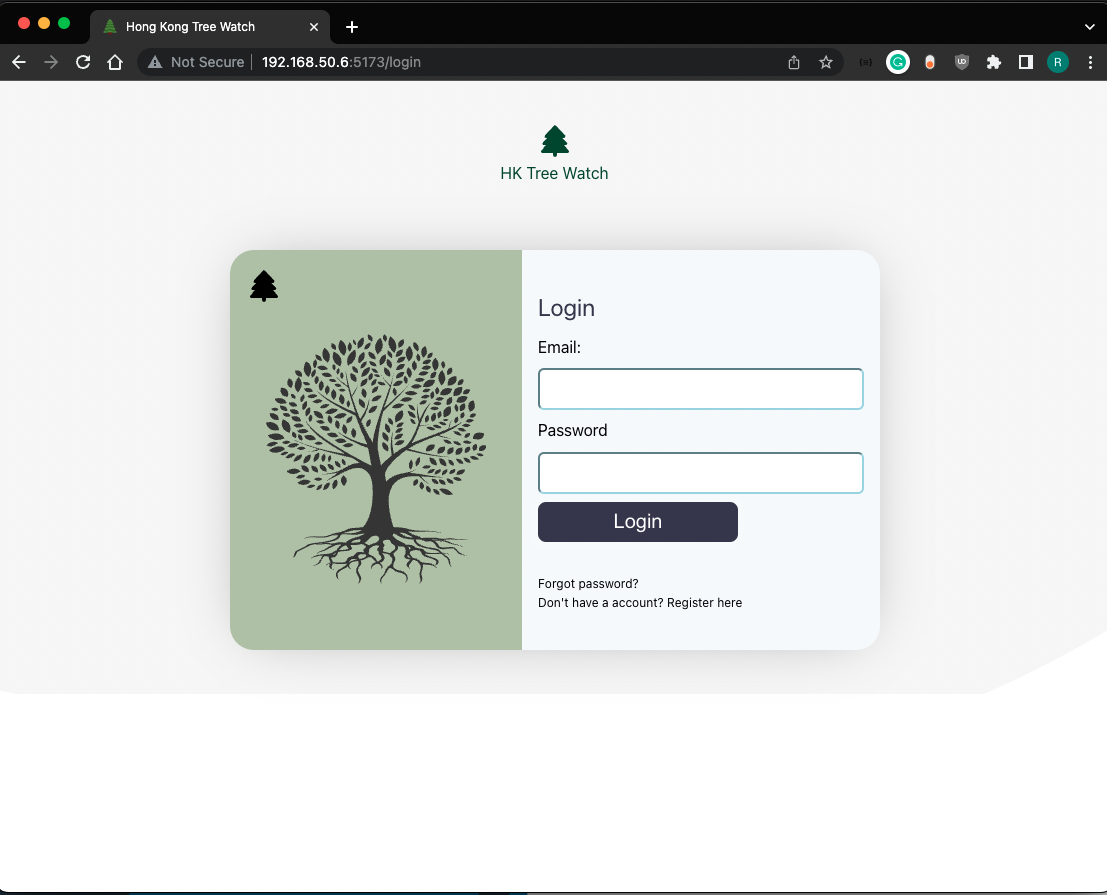 Hong Kong Tree Watch
Not Secure 192.168.50.6:5173/login
R
HK Tree Watch
Login
Email:
Password
Login
Forgot password?
Don't have a account? Register here